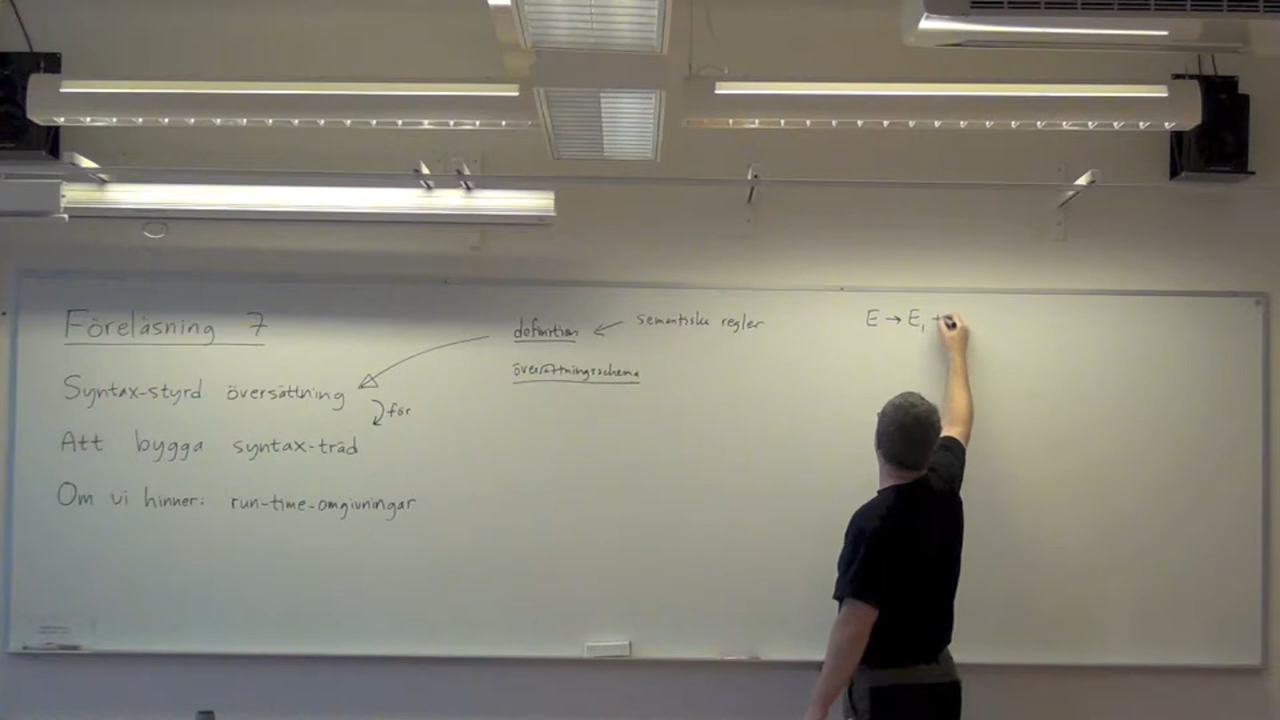 Föreläsning 7
Syntax-styrd översättning
för
Att bygga syntax-träd
Om vi hinner: run-time-omgivningar
definition ← semantiska regler
översättningsschema
E → E₁ +